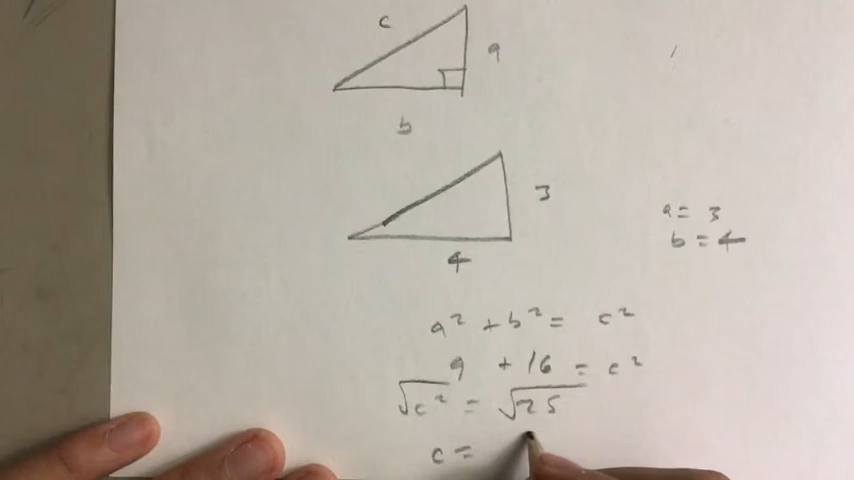 c
a
b
3
4
a = 3
b = 4
a² + b² = c²
9 + 16 = c²
√c² = √25
c =